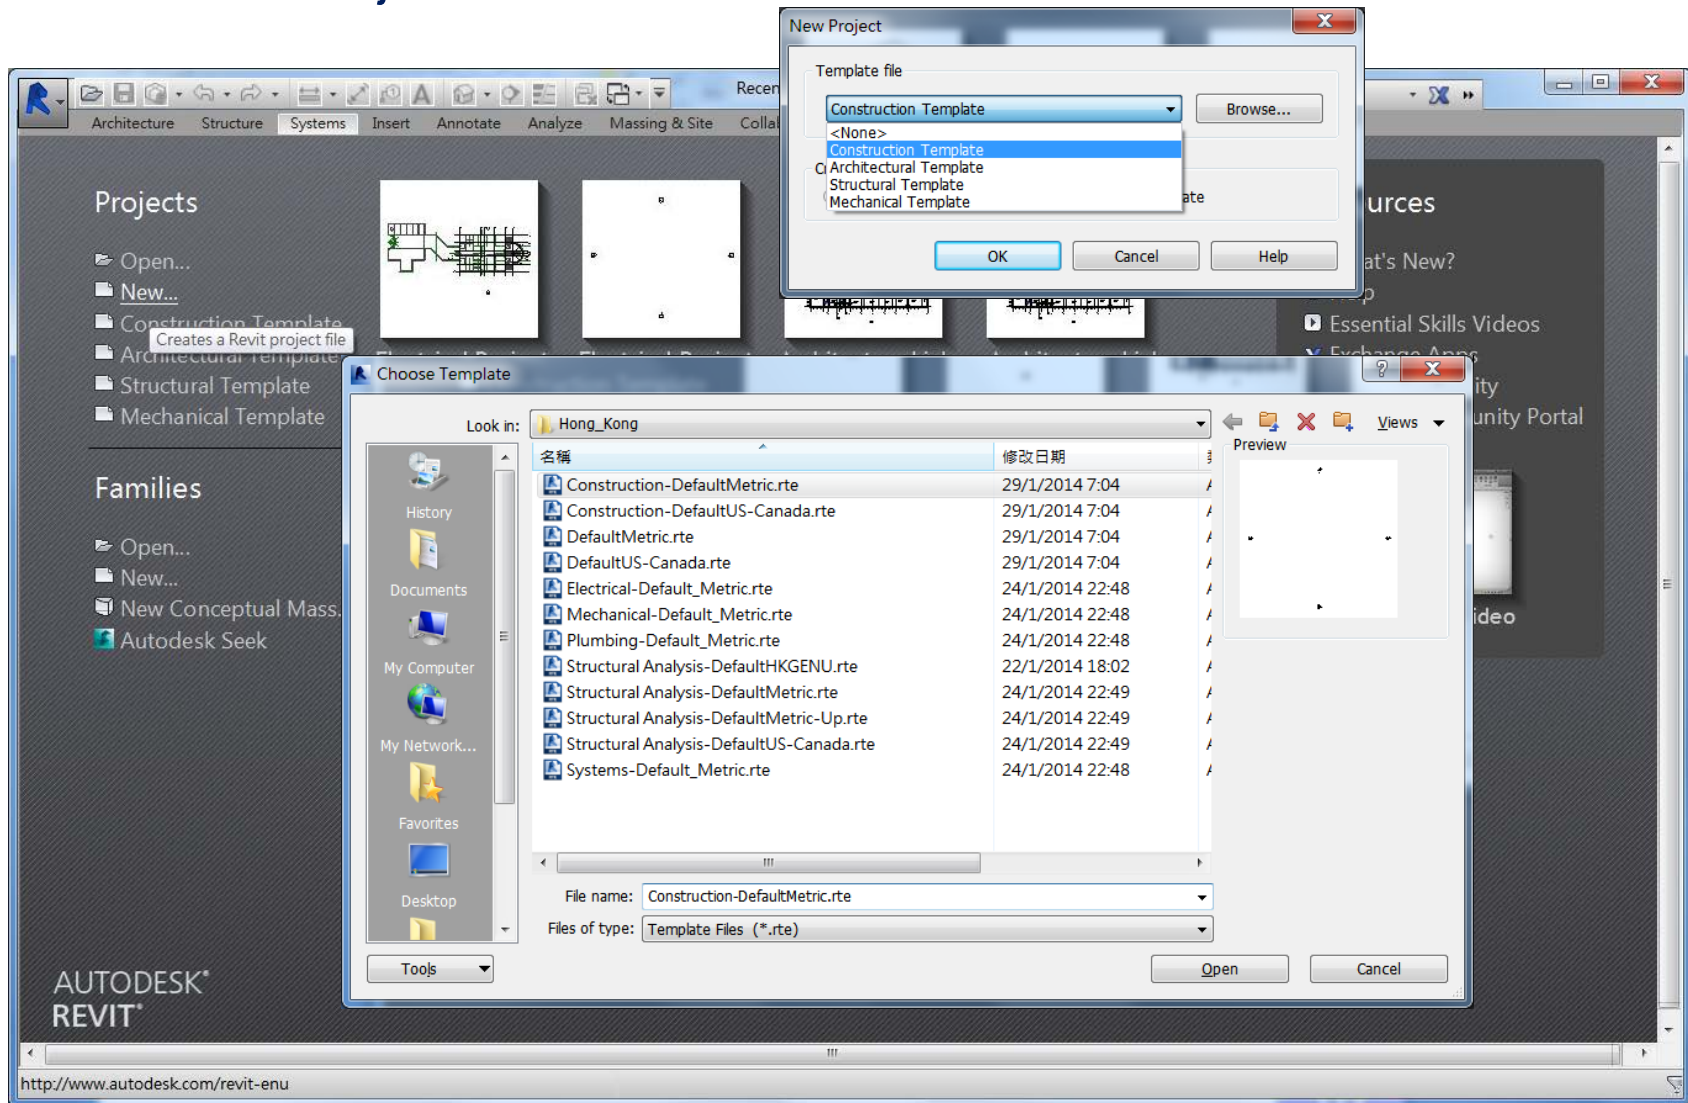 New Project
Template file
Construction Template
Browse...
<None>
Construction Template
Architectural Template
Structural Template
Mechanical Template
OK
Cancel
Help
Architecture
Structure
Systems
Insert
Annotate
Analyze
Massing & Site
Projects
Open...
New...
Construction Template
Creates a Revit project file
Architectural Template
Structural Template
Mechanical Template
Families
Open...
New...
New Conceptual Mass.
Autodesk Seek
AUTODESK®
REVIT®
Essential Skills Videos
Exchange Apps
Choose Template
Look in:
Hong_Kong
Views
Preview
名稱
修改日期
Construction-DefaultMetric.rte 29/1/2014 7:04
Construction-DefaultUS-Canada.rte 29/1/2014 7:04
DefaultMetric.rte 29/1/2014 7:04
DefaultUS-Canada.rte 29/1/2014 7:04
Electrical-Default_Metric.rte 24/1/2014 22:48
Mechanical-Default_Metric.rte 24/1/2014 22:48
Plumbing-Default_Metric.rte 24/1/2014 22:48
Structural Analysis-DefaultHKGENU.rte 22/1/2014 18:02
Structural Analysis-DefaultMetric.rte 24/1/2014 22:49
Structural Analysis-DefaultMetric-Up.rte 24/1/2014 22:49
Structural Analysis-DefaultUS-Canada.rte 24/1/2014 22:49
Systems-Default_Metric.rte 24/1/2014 22:48
History
Documents
My Computer
My Network...
Favorites
Desktop
File name:
Construction-DefaultMetric.rte
Files of type:
Template Files (*.rte)
Tools
Open
Cancel
Portal
http://www.autodesk.com/revit-enu